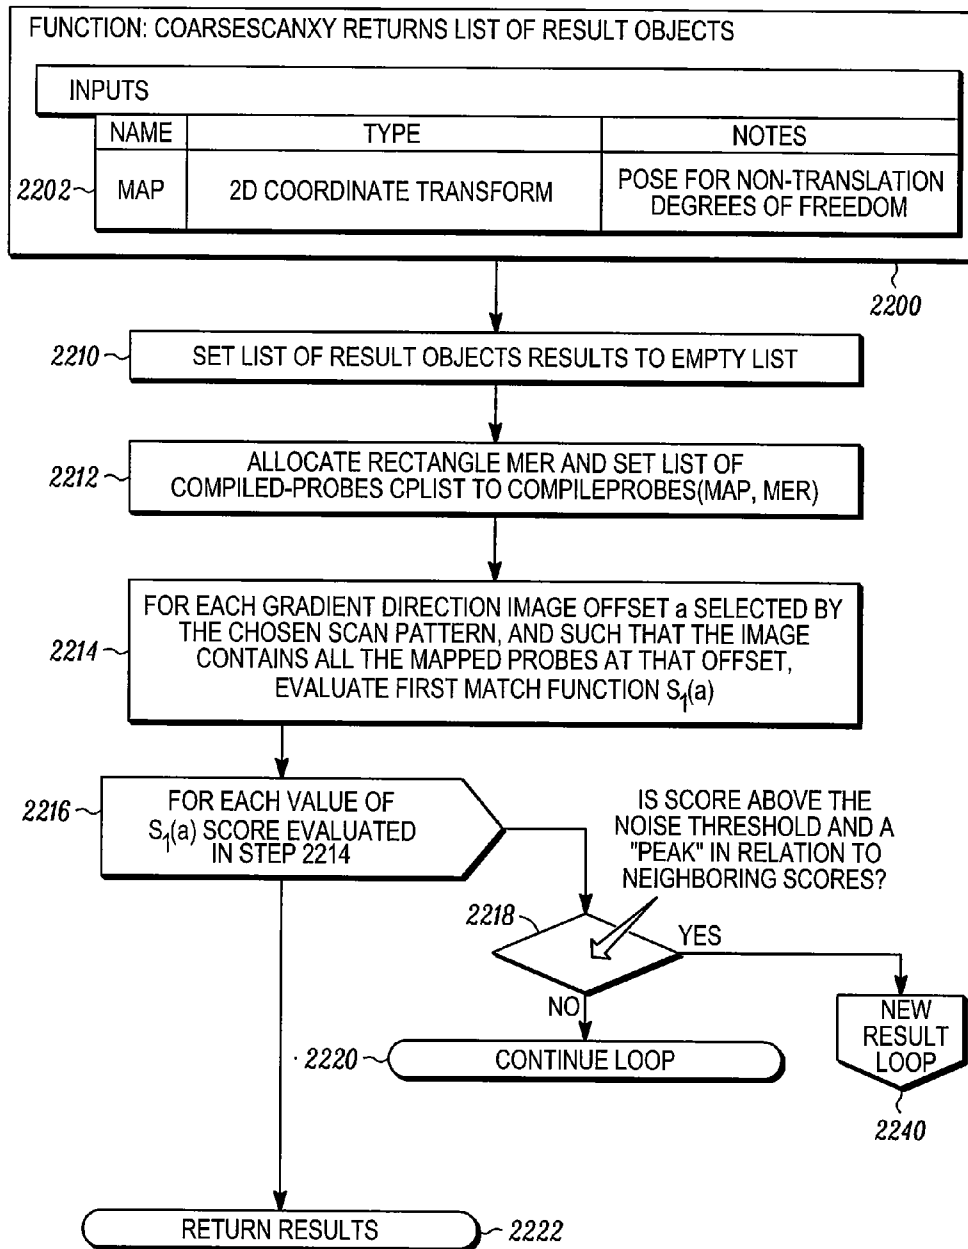 FUNCTION: COARSESCANXY RETURNS LIST OF RESULT OBJECTS
INPUTS
NAME TYPE NOTES
2202 MAP 2D COORDINATE TRANSFORM POSE FOR NON-TRANSLATION
DEGREES OF FREEDOM
2200
2210 SET LIST OF RESULT OBJECTS RESULTS TO EMPTY LIST
2212 ALLOCATE RECTANGLE MER AND SET LIST OF
COMPILED-PROBES CPLIST TO COMPILEPROBES(MAP, MER)
2214 FOR EACH GRADIENT DIRECTION IMAGE OFFSET a SELECTED BY
THE CHOSEN SCAN PATTERN, AND SUCH THAT THE IMAGE
CONTAINS ALL THE MAPPED PROBES AT THAT OFFSET,
EVALUATE FIRST MATCH FUNCTION S₁(a)
2216 FOR EACH VALUE OF
S₁(a) SCORE EVALUATED
IN STEP 2214
IS SCORE ABOVE THE
NOISE THRESHOLD AND A
"PEAK" IN RELATION TO
NEIGHBORING SCORES?
2218
YES
NO
NEW
RESULT
LOOP
2240
2220 CONTINUE LOOP
RETURN RESULTS 2222